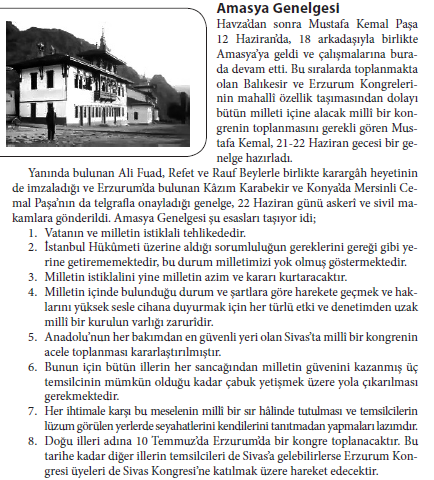 Amasya Genelgesi
Havza'dan sonra Mustafa Kemal Paşa
12 Haziran'da, 18 arkadaşıyla birlikte
Amasya'ya geldi ve çalışmalarına bura-
da devam etti. Bu sıralarda toplanmakta
olan Balıkesir ve Erzurum Kongreleri-
nin mahallî özellik taşımasından dolayı
bütün milleti içine alacak millî bir kon-
grenin toplanmasını gerekli gören Mus-
tafa Kemal, 21-22 Haziran gecesi bir ge-
nelge hazırladı.
Yanında bulunan Ali Fuad, Refet ve Rauf Beylerle birlikte karargâh heyetinin
de imzaladığı ve Erzurum'da bulunan Kâzım Karabekir ve Konya'da Mersinli Ce-
mal Paşa'nın da telgrafla onayladığı genelge, 22 Haziran günü askerî ve sivil ma-
kamlara gönderildi. Amasya Genelgesi şu esasları taşıyor idi;
1. Vatanın ve milletin istiklali tehlikededir.
2. İstanbul Hükûmeti üzerine aldığı sorumluluğun gereklerini gereği gibi ye-
rine getirememektedir, bu durum milletimizi yok olmuş göstermektedir.
3. Milletin istiklalini yine milletin azim ve kararı kurtaracaktır.
4. Milletin içinde bulunduğu durum ve şartlara göre harekete geçmek ve hak-
larını yüksek sesle cihana duyurmak için her türlü etki ve denetimden uzak
millî bir kurulun varlığı zaruridir.
5. Anadolu'nun her bakımdan en güvenli yeri olan Sivas'ta millî bir kongrenin
acele toplanması kararlaştırılmıştır.
6. Bunun için bütün illerin her sancağından milletin güvenini kazanmış üç
temsilcinin mümkün olduğu kadar çabuk yetişmek üzere yola çıkarılması
gerekmektedir.
7. Her ihtimale karşı bu meselenin millî bir sır hâlinde tutulması ve temsilcilerin
lüzum görülen yerlerde seyahatlerini kendilerini tanıtmadan yapmaları lazımdır.
8. Doğu illeri adına 10 Temmuz'da Erzurum'da bir kongre toplanacaktır. Bu
tarihe kadar diğer illerin temsilcileri de Sivas'a gelebilirlerse Erzurum Kon-
gresi üyeleri de Sivas Kongresi'ne katılmak üzere hareket edecektir.